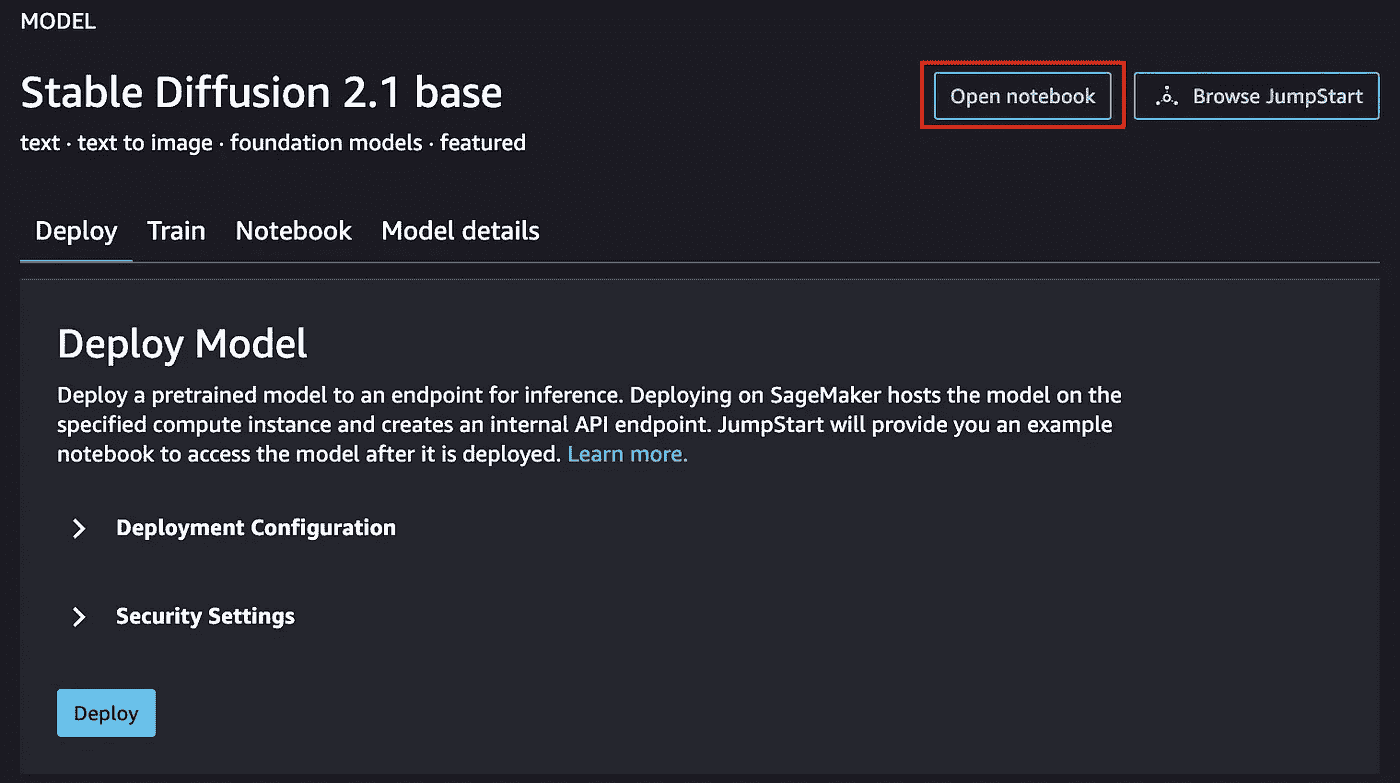 MODEL
Stable Diffusion 2.1 base
Open notebook
Browse JumpStart
text · text to image · foundation models · featured
Deploy Train Notebook Model details
Deploy Model
Deploy a pretrained model to an endpoint for inference. Deploying on SageMaker hosts the model on the
specified compute instance and creates an internal API endpoint. JumpStart will provide you an example
notebook to access the model after it is deployed. Learn more.
Deployment Configuration
Security Settings
Deploy